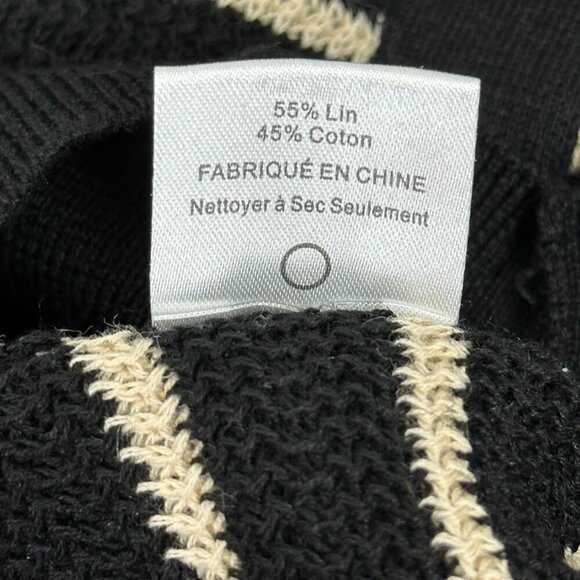 55% Lin
45% Coton
FABRIQUÉ EN CHINE
Nettoyer à Sec Seulement